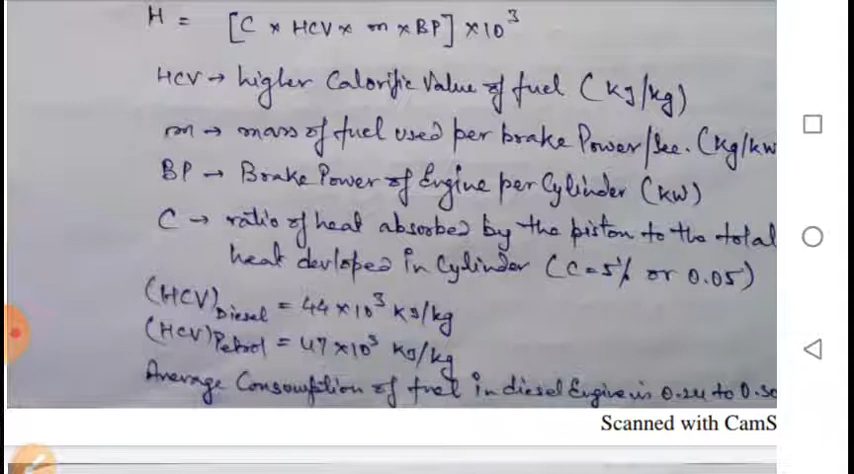 H = [C × HCV × m × BP] × 10³
HCV → higher Calorific Value of fuel (KJ/kg)
m → mass of fuel used per brake Power/Sec. (Kg/kw
BP → Brake Power of Engine per Cylinder (KW)
C → ratio of heat absorbed by the piston to the total
heat devloped in Cylinder (C = 5% or 0.05)
(HCV)Diesel = 44 × 10³ KJ/kg
(HCV)Petrol = 47 × 10³ KJ/kg
Average Consumption of fuel in diesel Engine is 0.24 to 0.30
Scanned with CamS